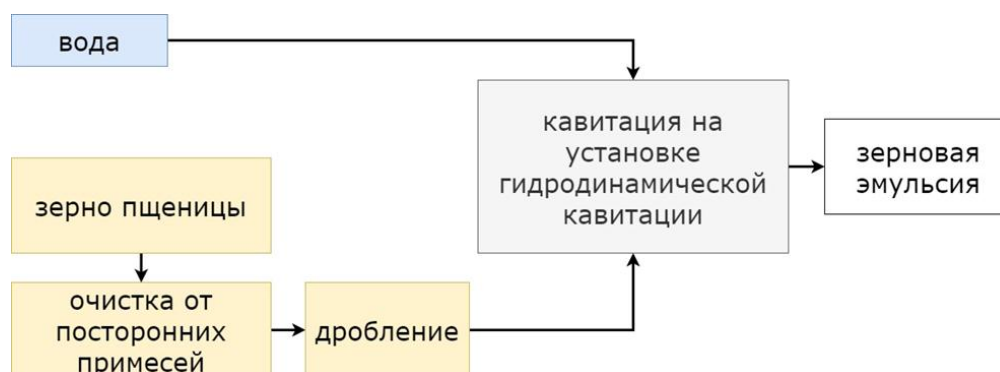 вода
кавитация на
установке
гидродинамической
кавитации
зерновая
эмульсия
зерно пщеницы
очистка от
посторонних
примесей
дробление